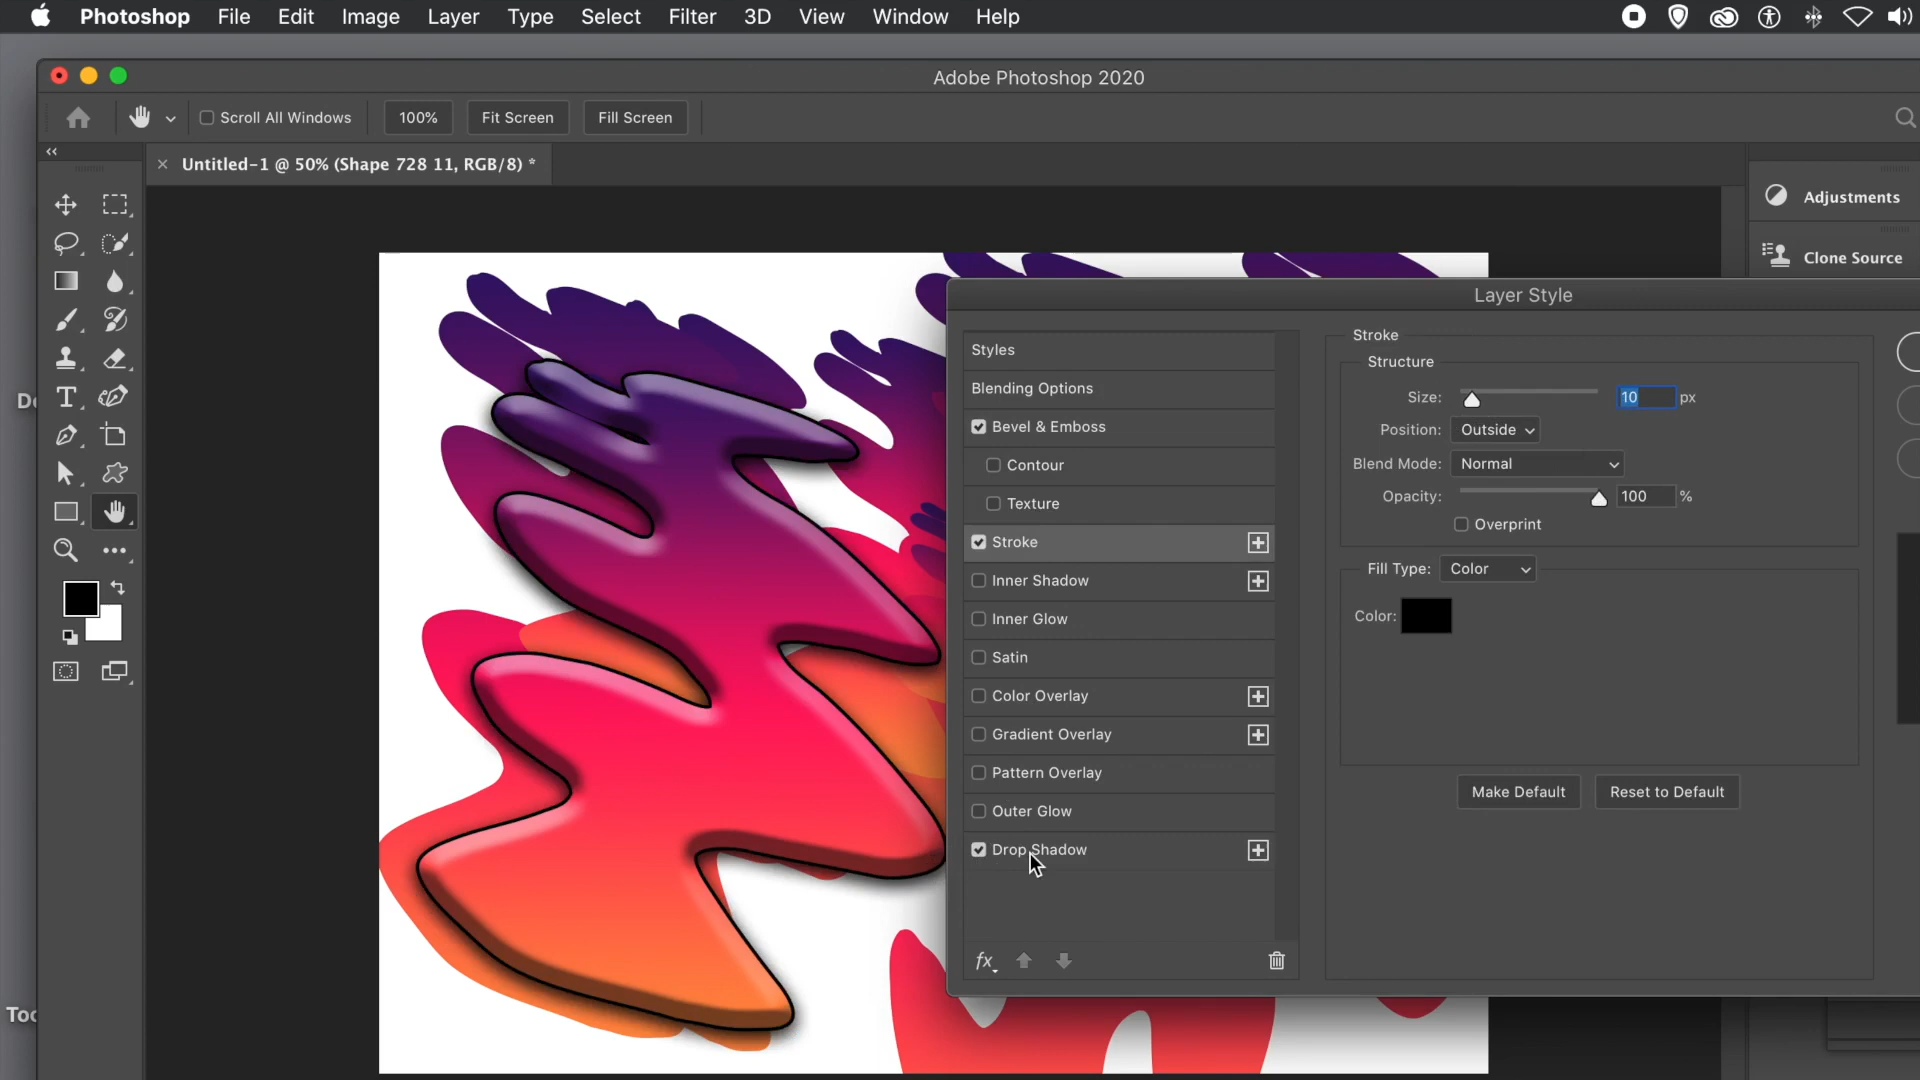 Photoshop File Edit Image Layer Type Select Filter 3D View Window Help
Adobe Photoshop 2020
Scroll All Windows 100% Fit Screen Fill Screen
Untitled-1 @ 50% (Shape 728 11, RGB/8) *
Adjustments
Clone Source
Layer Style
Styles
Blending Options
Bevel & Emboss
Contour
Texture
Stroke
Inner Shadow
Inner Glow
Satin
Color Overlay
Gradient Overlay
Pattern Overlay
Outer Glow
Drop Shadow
fx
Stroke
Structure
Size: 10 px
Position: Outside
Blend Mode: Normal
Opacity: 100 %
Overprint
Fill Type: Color
Color:
Make Default Reset to Default